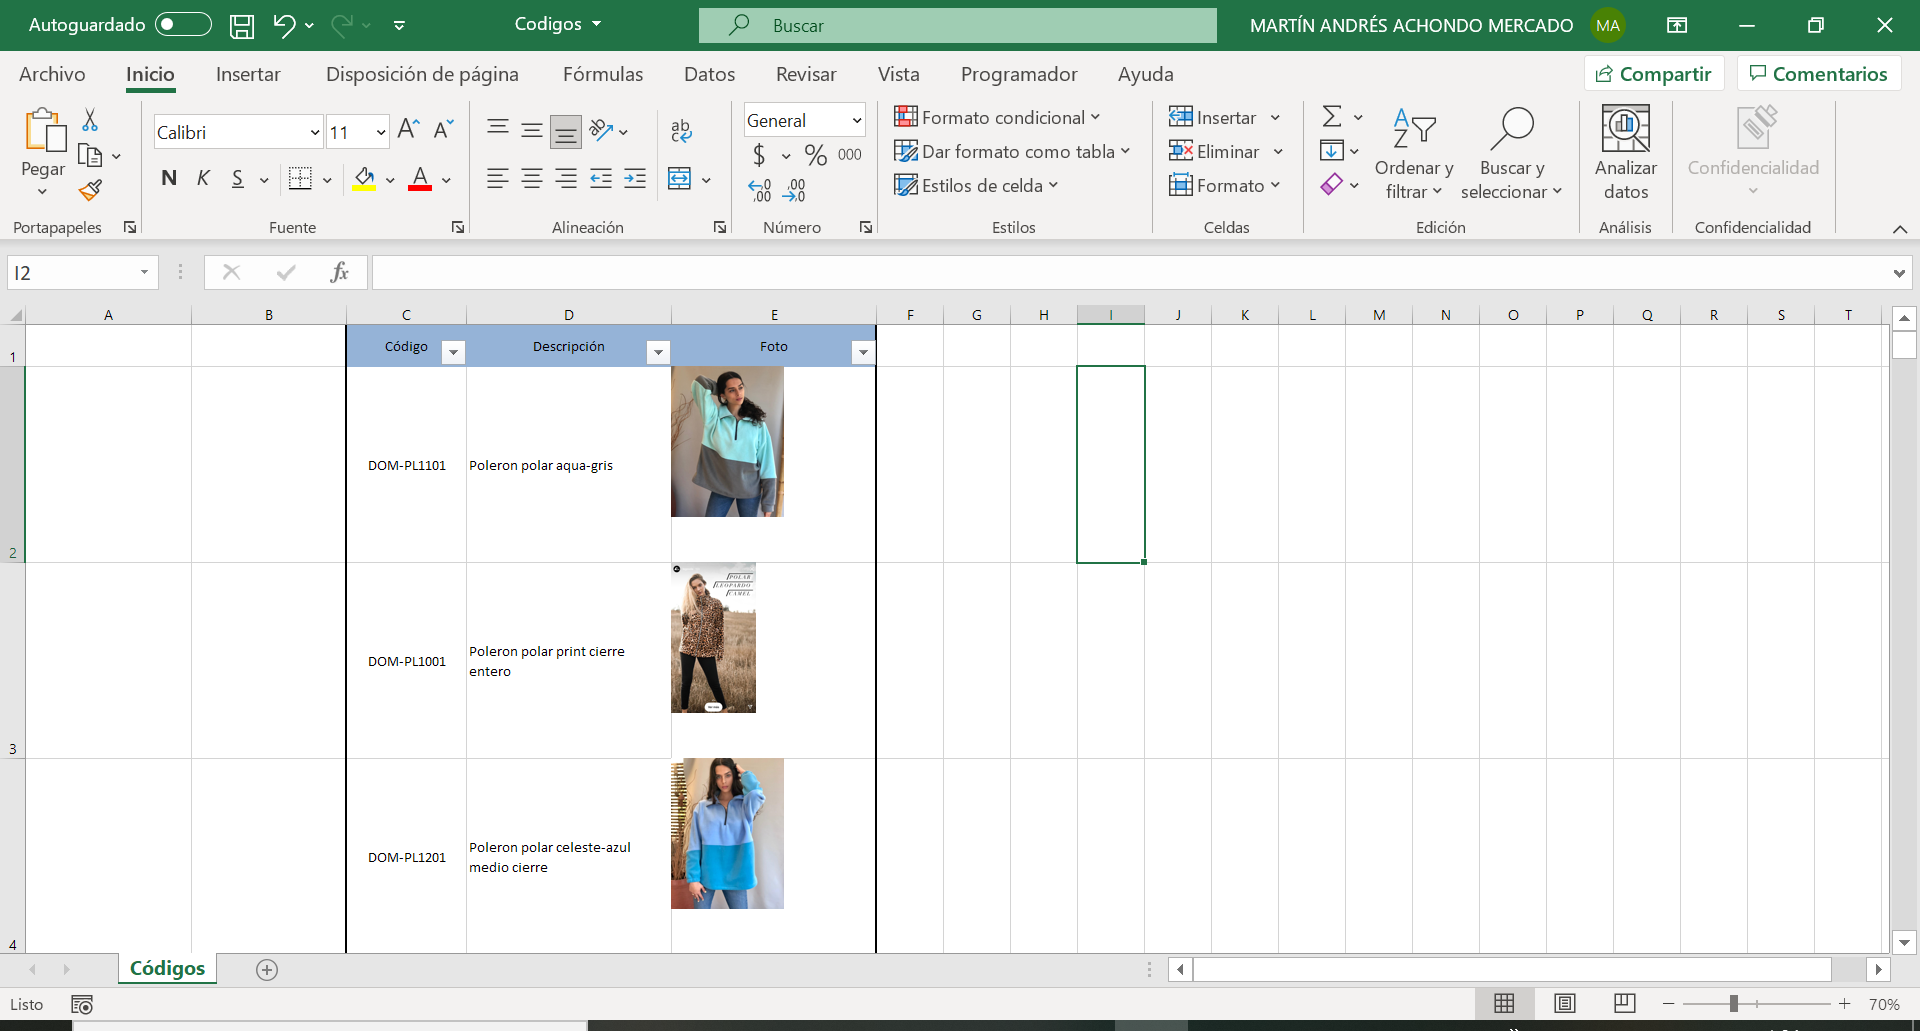 Autoguardado
Codigos
Buscar
MARTÍN ANDRÉS ACHONDO MERCADO
MA
Archivo
Inicio
Insertar
Disposición de página
Fórmulas
Datos
Revisar
Vista
Programador
Ayuda
Compartir
Comentarios
Pegar
Portapapeles
Calibri
11
N K S
Fuente
ab
Alineación
General
$ % 000
Número
Formato condicional
Dar formato como tabla
Estilos de celda
Estilos
Insertar
Eliminar
Formato
Celdas
Ordenar y
filtrar
Buscar y
seleccionar
Edición
Analizar
datos
Análisis
Confidencialidad
Confidencialidad
I2
fx
A B C D E F G H I J K L M N O P Q R S T
1
Código
Descripción
Foto
2
DOM-PL1101
Poleron polar aqua-gris
3
DOM-PL1001
Poleron polar print cierre
entero
POLAR
LEOPARDO
CAMEL
4
DOM-PL1201
Poleron polar celeste-azul
medio cierre
Códigos
Listo
70%